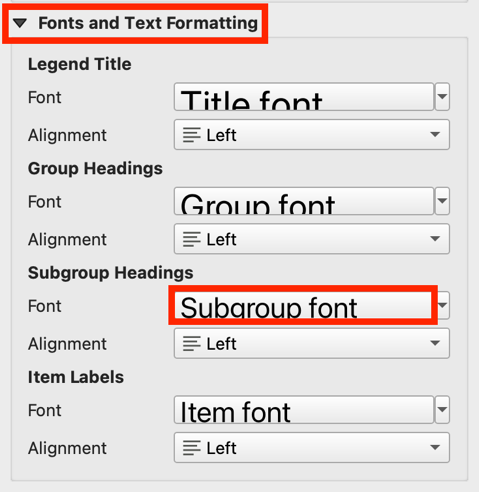 Fonts and Text Formatting
Legend Title
Font Title font
Alignment Left
Group Headings
Font Group font
Alignment Left
Subgroup Headings
Font Subgroup font
Alignment Left
Item Labels
Font Item font
Alignment Left